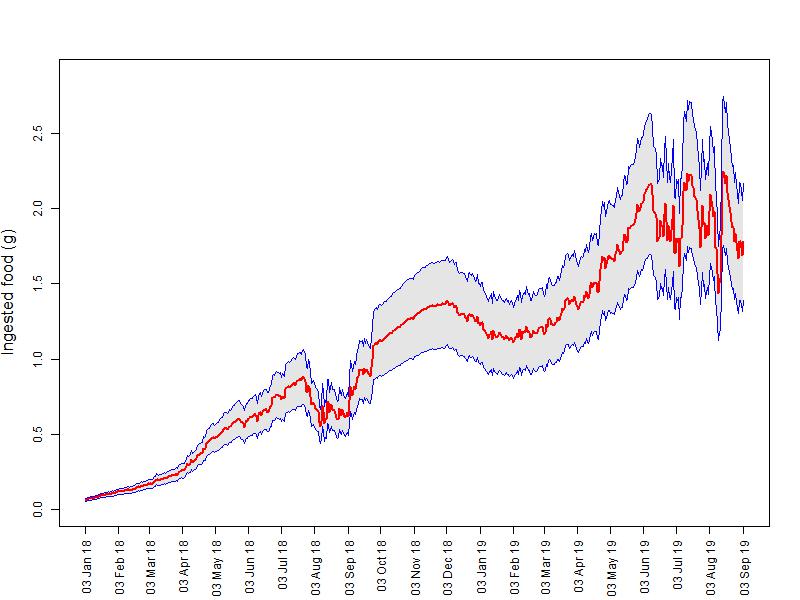 Ingested food (g)
2.5
2.0
1.5
1.0
0.5
0.0
03 Jan 18
03 Feb 18
03 Mar 18
03 Apr 18
03 May 18
03 Jun 18
03 Jul 18
03 Aug 18
03 Sep 18
03 Oct 18
03 Nov 18
03 Dec 18
03 Jan 19
03 Feb 19
03 Mar 19
03 Apr 19
03 May 19
03 Jun 19
03 Jul 19
03 Aug 19
03 Sep 19